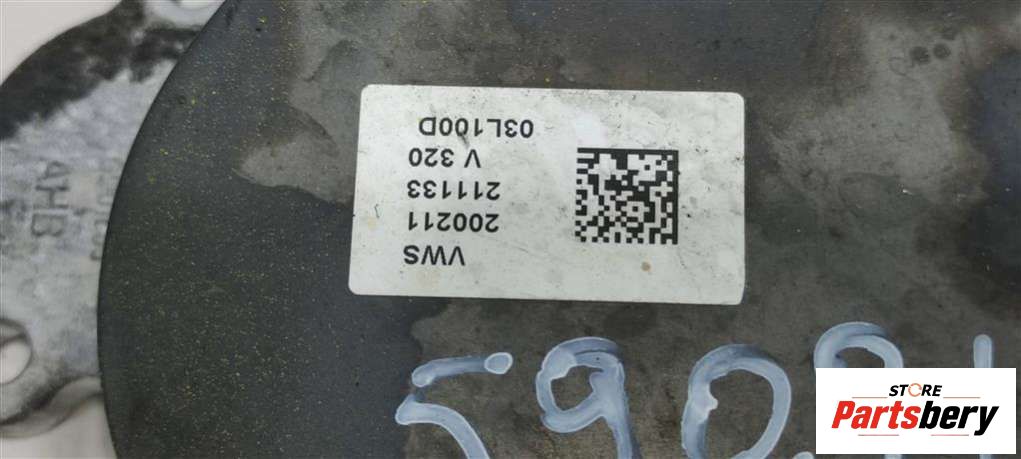 VWS
200211
211133
V 320
03L100D
4HB
STORE
Partsbery